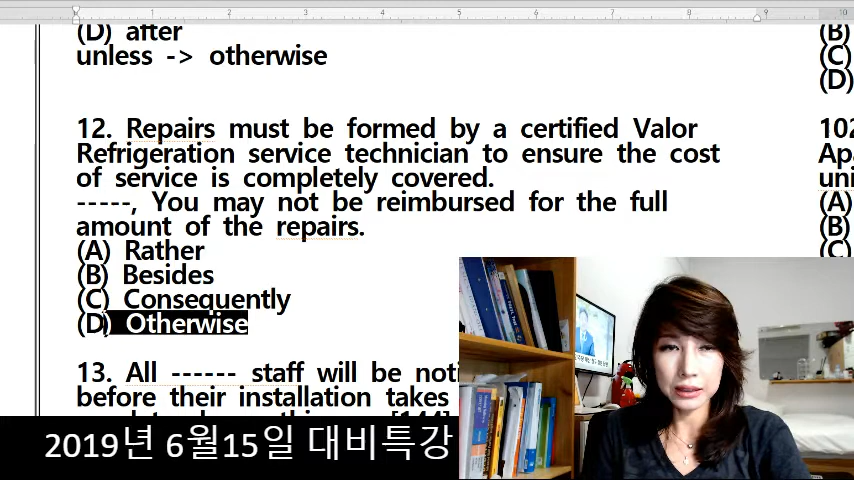 (D) after
unless -> otherwise
12. Repairs must be formed by a certified Valor
Refrigeration service technician to ensure the cost
of service is completely covered.
-----, You may not be reimbursed for the full
amount of the repairs.
(A) Rather
(B) Besides
(C) Consequently
(D) Otherwise
13. All ------ staff will be noti
before their installation takes
(B)
(C)
(D)
102
Ap
uni
(A)
(B)
(C)
2019년 6월15일 대비특강